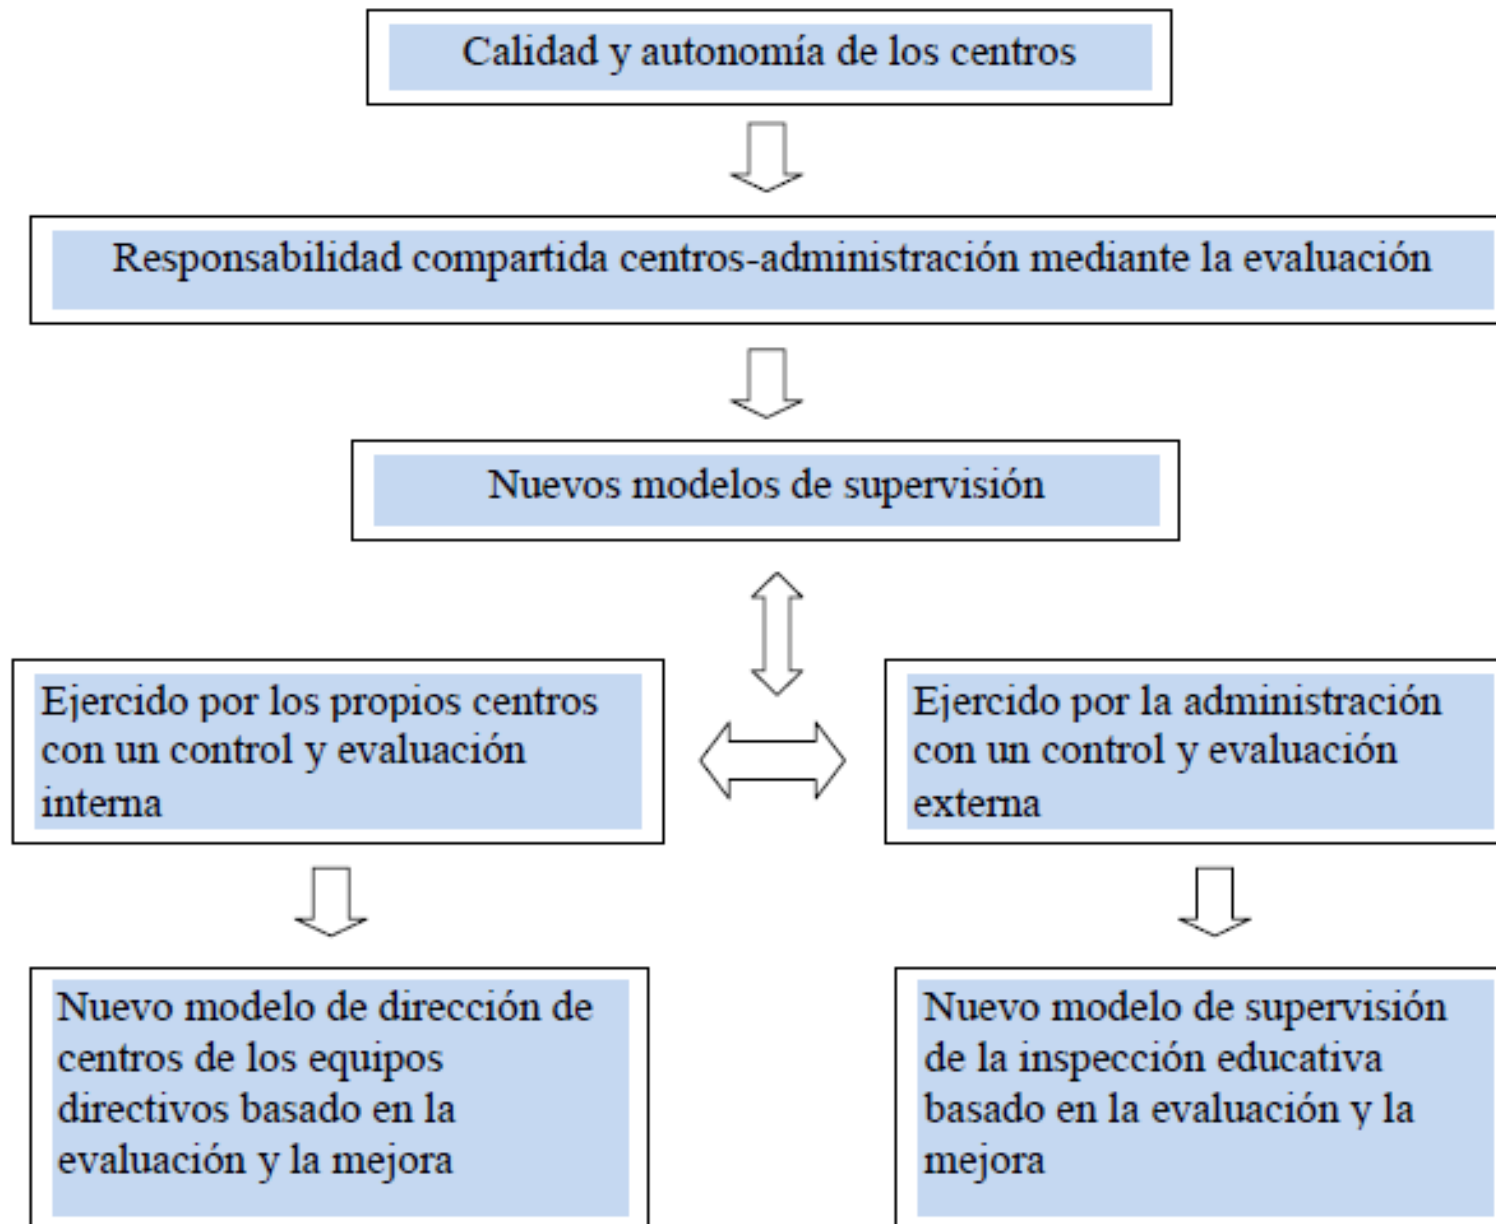 Calidad y autonomía de los centros
Responsabilidad compartida centros-administración mediante la evaluación
Nuevos modelos de supervisión
Ejercido por los propios centros
con un control y evaluación
interna
Ejercido por la administración
con un control y evaluación
externa
Nuevo modelo de dirección de
centros de los equipos
directivos basado en la
evaluación y la mejora
Nuevo modelo de supervisión
de la inspección educativa
basado en la evaluación y la
mejora